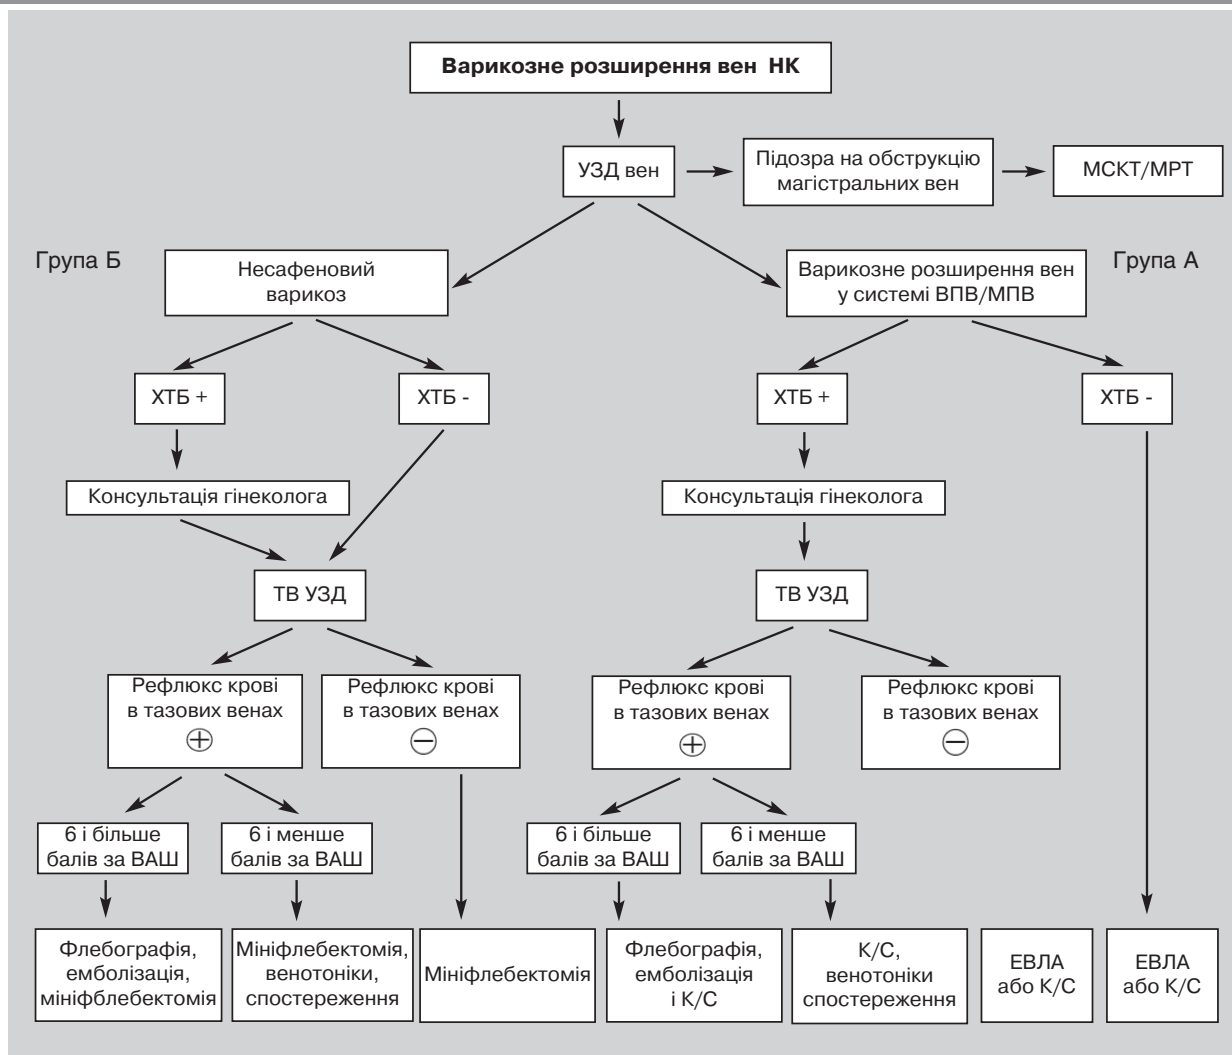 Варикозне розширення вен НК
УЗД вен
Підозра на обструкцію
магістральних вен
МСКТ/МРТ
Група Б
Несафеновий
варикоз
Варикозне розширення вен
у системі ВПВ/МПВ
Група А
ХТБ +
ХТБ -
ХТБ +
ХТБ -
Консультація гінеколога
Консультація гінеколога
ТВ УЗД
ТВ УЗД
Рефлюкс крові
в тазових венах
+
Рефлюкс крові
в тазових венах
−
Рефлюкс крові
в тазових венах
+
Рефлюкс крові
в тазових венах
−
6 і більше
балів за ВАШ
6 і менше
балів за ВАШ
6 і більше
балів за ВАШ
6 і менше
балів за ВАШ
Флебографія,
емболізація,
мініфблебектомія
Мініфлебектомія,
венотоніки,
спостереження
Мініфлебектомія
Флебографія,
емболізація
і К/С
К/С,
венотоніки
спостереження
ЕВЛА
або К/С
ЕВЛА
або К/С